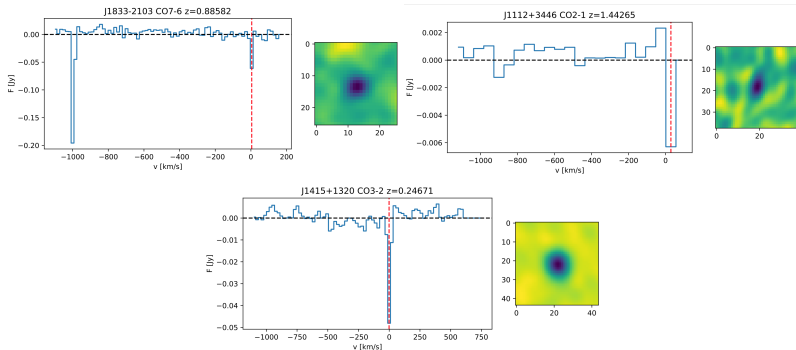 J1833-2103 CO7-6 z=0.88582
F [Jy]
0.00
−0.05
−0.10
−0.15
−0.20
−1000 −800 −600 −400 −200 0 200
v [km/s]
0
10
20
0 10 20
J1112+3446 CO2-1 z=1.44265
F [Jy]
0.002
0.000
−0.002
−0.004
−0.006
−1000 −800 −600 −400 −200 0
v [km/s]
0
10
20
30
0 20
J1415+1320 CO3-2 z=0.24671
F [Jy]
0.00
−0.01
−0.02
−0.03
−0.04
−0.05
−1000 −750 −500 −250 0 250 500 750
v [km/s]
0
10
20
30
40
0 20 40